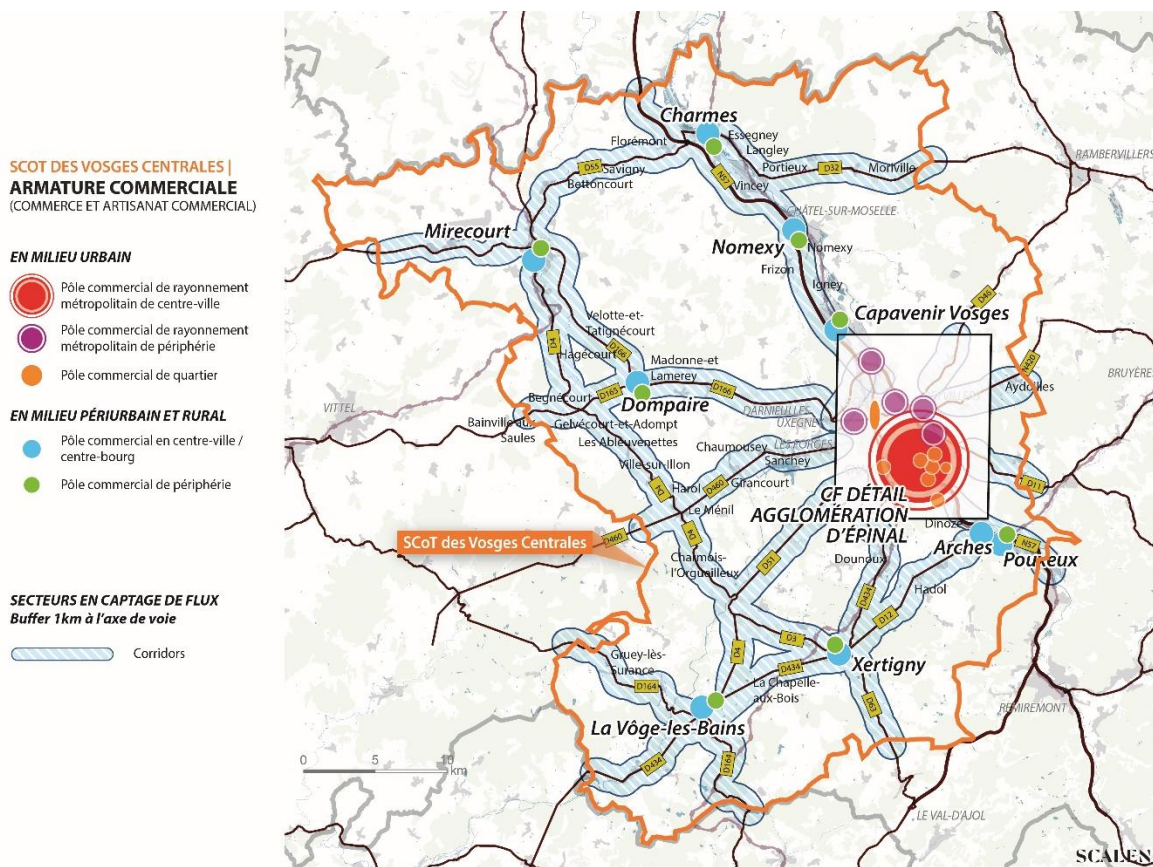 SCOT DES VOSGES CENTRALES |
ARMATURE COMMERCIALE
(COMMERCE ET ARTISANAT COMMERCIAL)
EN MILIEU URBAIN
Pôle commercial de rayonnement
métropolitain de centre-ville
Pôle commercial de rayonnement
métropolitain de périphérie
Pôle commercial de quartier
EN MILIEU PÉRIURBAIN ET RURAL
Pôle commercial en centre-ville /
centre-bourg
Pôle commercial de périphérie
SECTEURS EN CAPTAGE DE FLUX
Buffer 1km à l'axe de voie
Corridors
Charmes
Essegney
Langley
Florémont
D55
Savigny
Bettoncourt
N57
Vincey
Portieux
D32
Moriville
RAMBERVILLERS
CHÂTEL-SUR-MOSELLE
Mirecourt
Nomexy
Nomexy
Frizon
Igney
D46
Capavenir Vosges
Velotte-et-
Tatignécourt
D4
Hagécourt
D166
Madonne-et
Lamerey
D166
N420
BRUYÈRES
Aydoilles
VITTEL
Begnécourt
D165
Dompaire
DARNIEULLES
UXEGNEY
Bainville-aux
Saules
Gelvécourt-et-Adompt
Les Ableuvenettes
Chaumousey
LES FORGES
Sanchey
Ville-sur-Illon
Girancourt
D4
Harol
D460
Le Ménil
D11
CF DÉTAIL
AGGLOMÉRATION
D'ÉPINAL
Dinozé
D460
SCoT des Vosges Centrales
D4
Arches
N57
Pouxeux
Charmois-
l'Orgueilleux
D51
Dounoux
Hadol
D434
D12
D3
Xertigny
Gruey-lès-
Surance
D4
D434
D164
La Chapelle-
aux-Bois
D63
REMIREMONT
La Vôge-les-Bains
D434
D164
0 5 10
km
LE VAL-D'AJOL
SCALEN